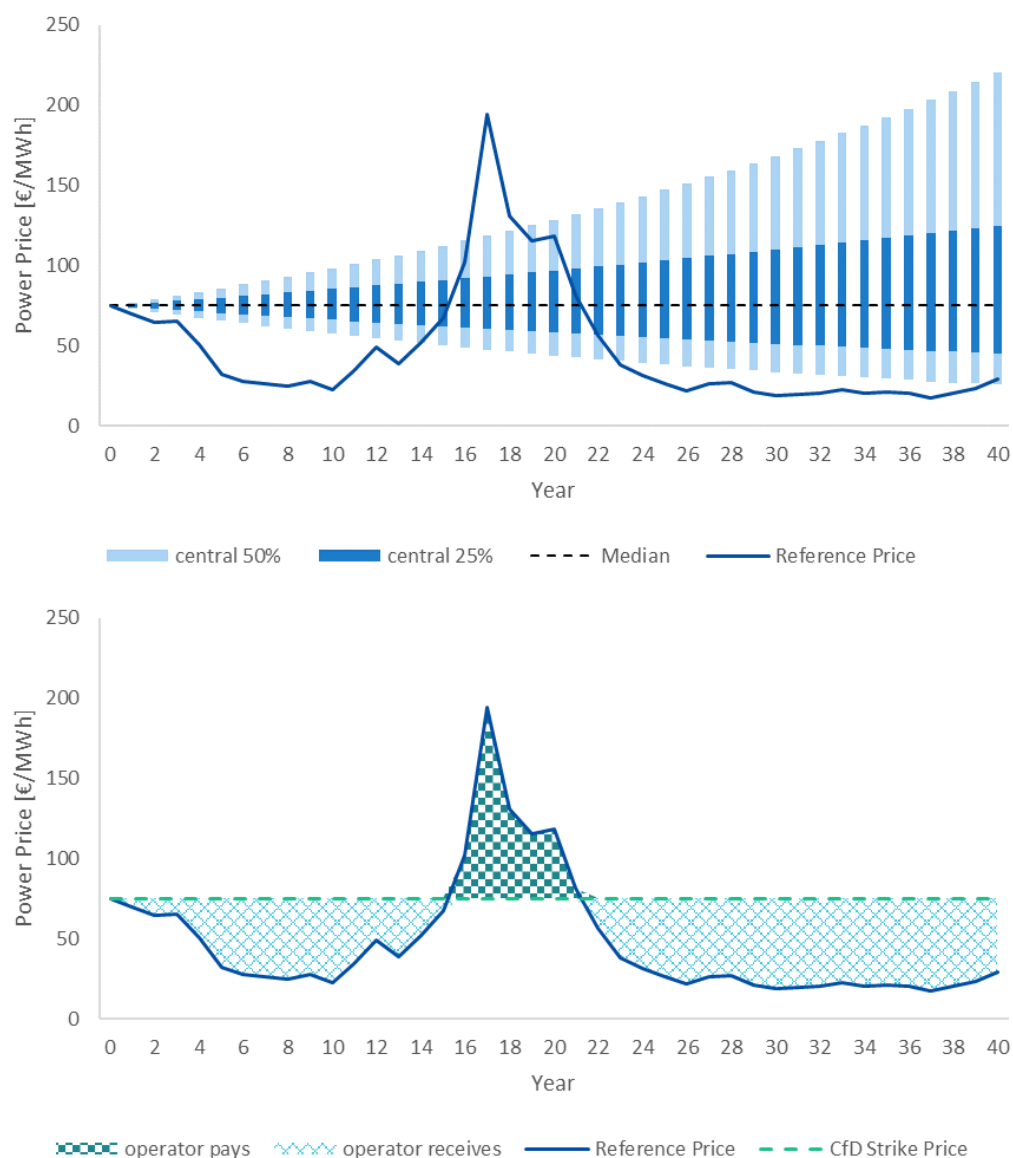 250
200
150
100
50
0
Power Price [€/MWh]
0 2 4 6 8 10 12 14 16 18 20 22 24 26 28 30 32 34 36 38 40
Year
central 50% central 25% Median Reference Price
250
200
150
100
50
0
Power Price [€/MWh]
0 2 4 6 8 10 12 14 16 18 20 22 24 26 28 30 32 34 36 38 40
Year
operator pays operator receives Reference Price CfD Strike Price